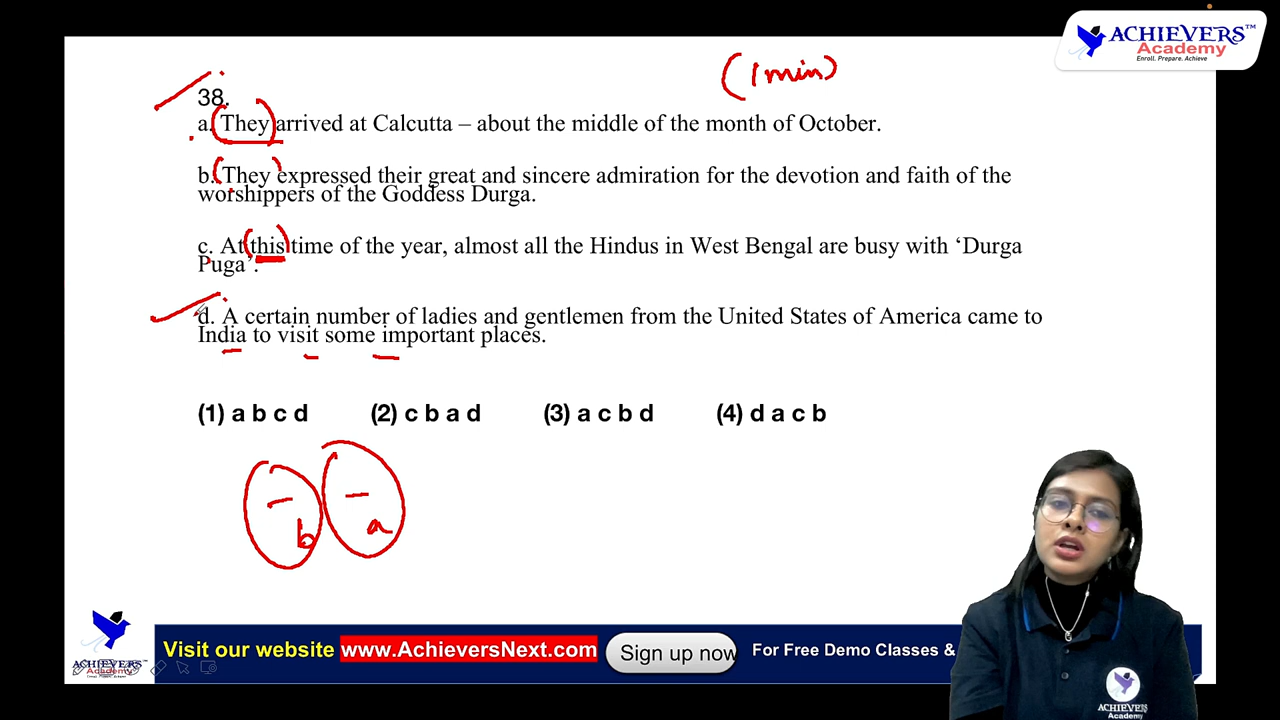 ACHIEVERS™
Academy
Enroll. Prepare. Achieve
(1 min)
38.
a. They arrived at Calcutta – about the middle of the month of October.
b. They expressed their great and sincere admiration for the devotion and faith of the
worshippers of the Goddess Durga.
c. At this time of the year, almost all the Hindus in West Bengal are busy with ‘Durga
Puga’.
d. A certain number of ladies and gentlemen from the United States of America came to
India to visit some important places.
(1) a b c d (2) c b a d (3) a c b d (4) d a c b
b a
ACHIEVERS
Academy
Enroll. Prepare. Achieve
Visit our website www.AchieversNext.com Sign up now For Free Demo Classes &
ACHIEVERS
Academy